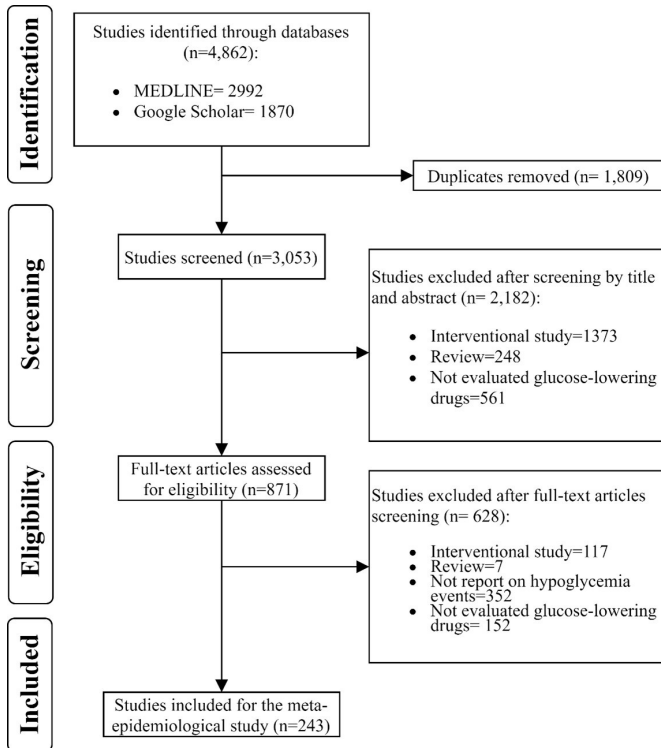 Identification
Studies identified through databases
(n=4,862):
• MEDLINE= 2992
• Google Scholar= 1870
Duplicates removed (n= 1,809)
Screening
Studies screened (n=3,053)
Studies excluded after screening by title
and abstract (n= 2,182):
• Interventional study=1373
• Review=248
• Not evaluated glucose-lowering
drugs=561
Eligibility
Full-text articles assessed
for eligibility (n=871)
Studies excluded after full-text articles
screening (n= 628):
• Interventional study=117
• Review=7
• Not report on hypoglycemia
events=352
• Not evaluated glucose-lowering
drugs= 152
Included
Studies included for the meta-
epidemiological study (n=243)